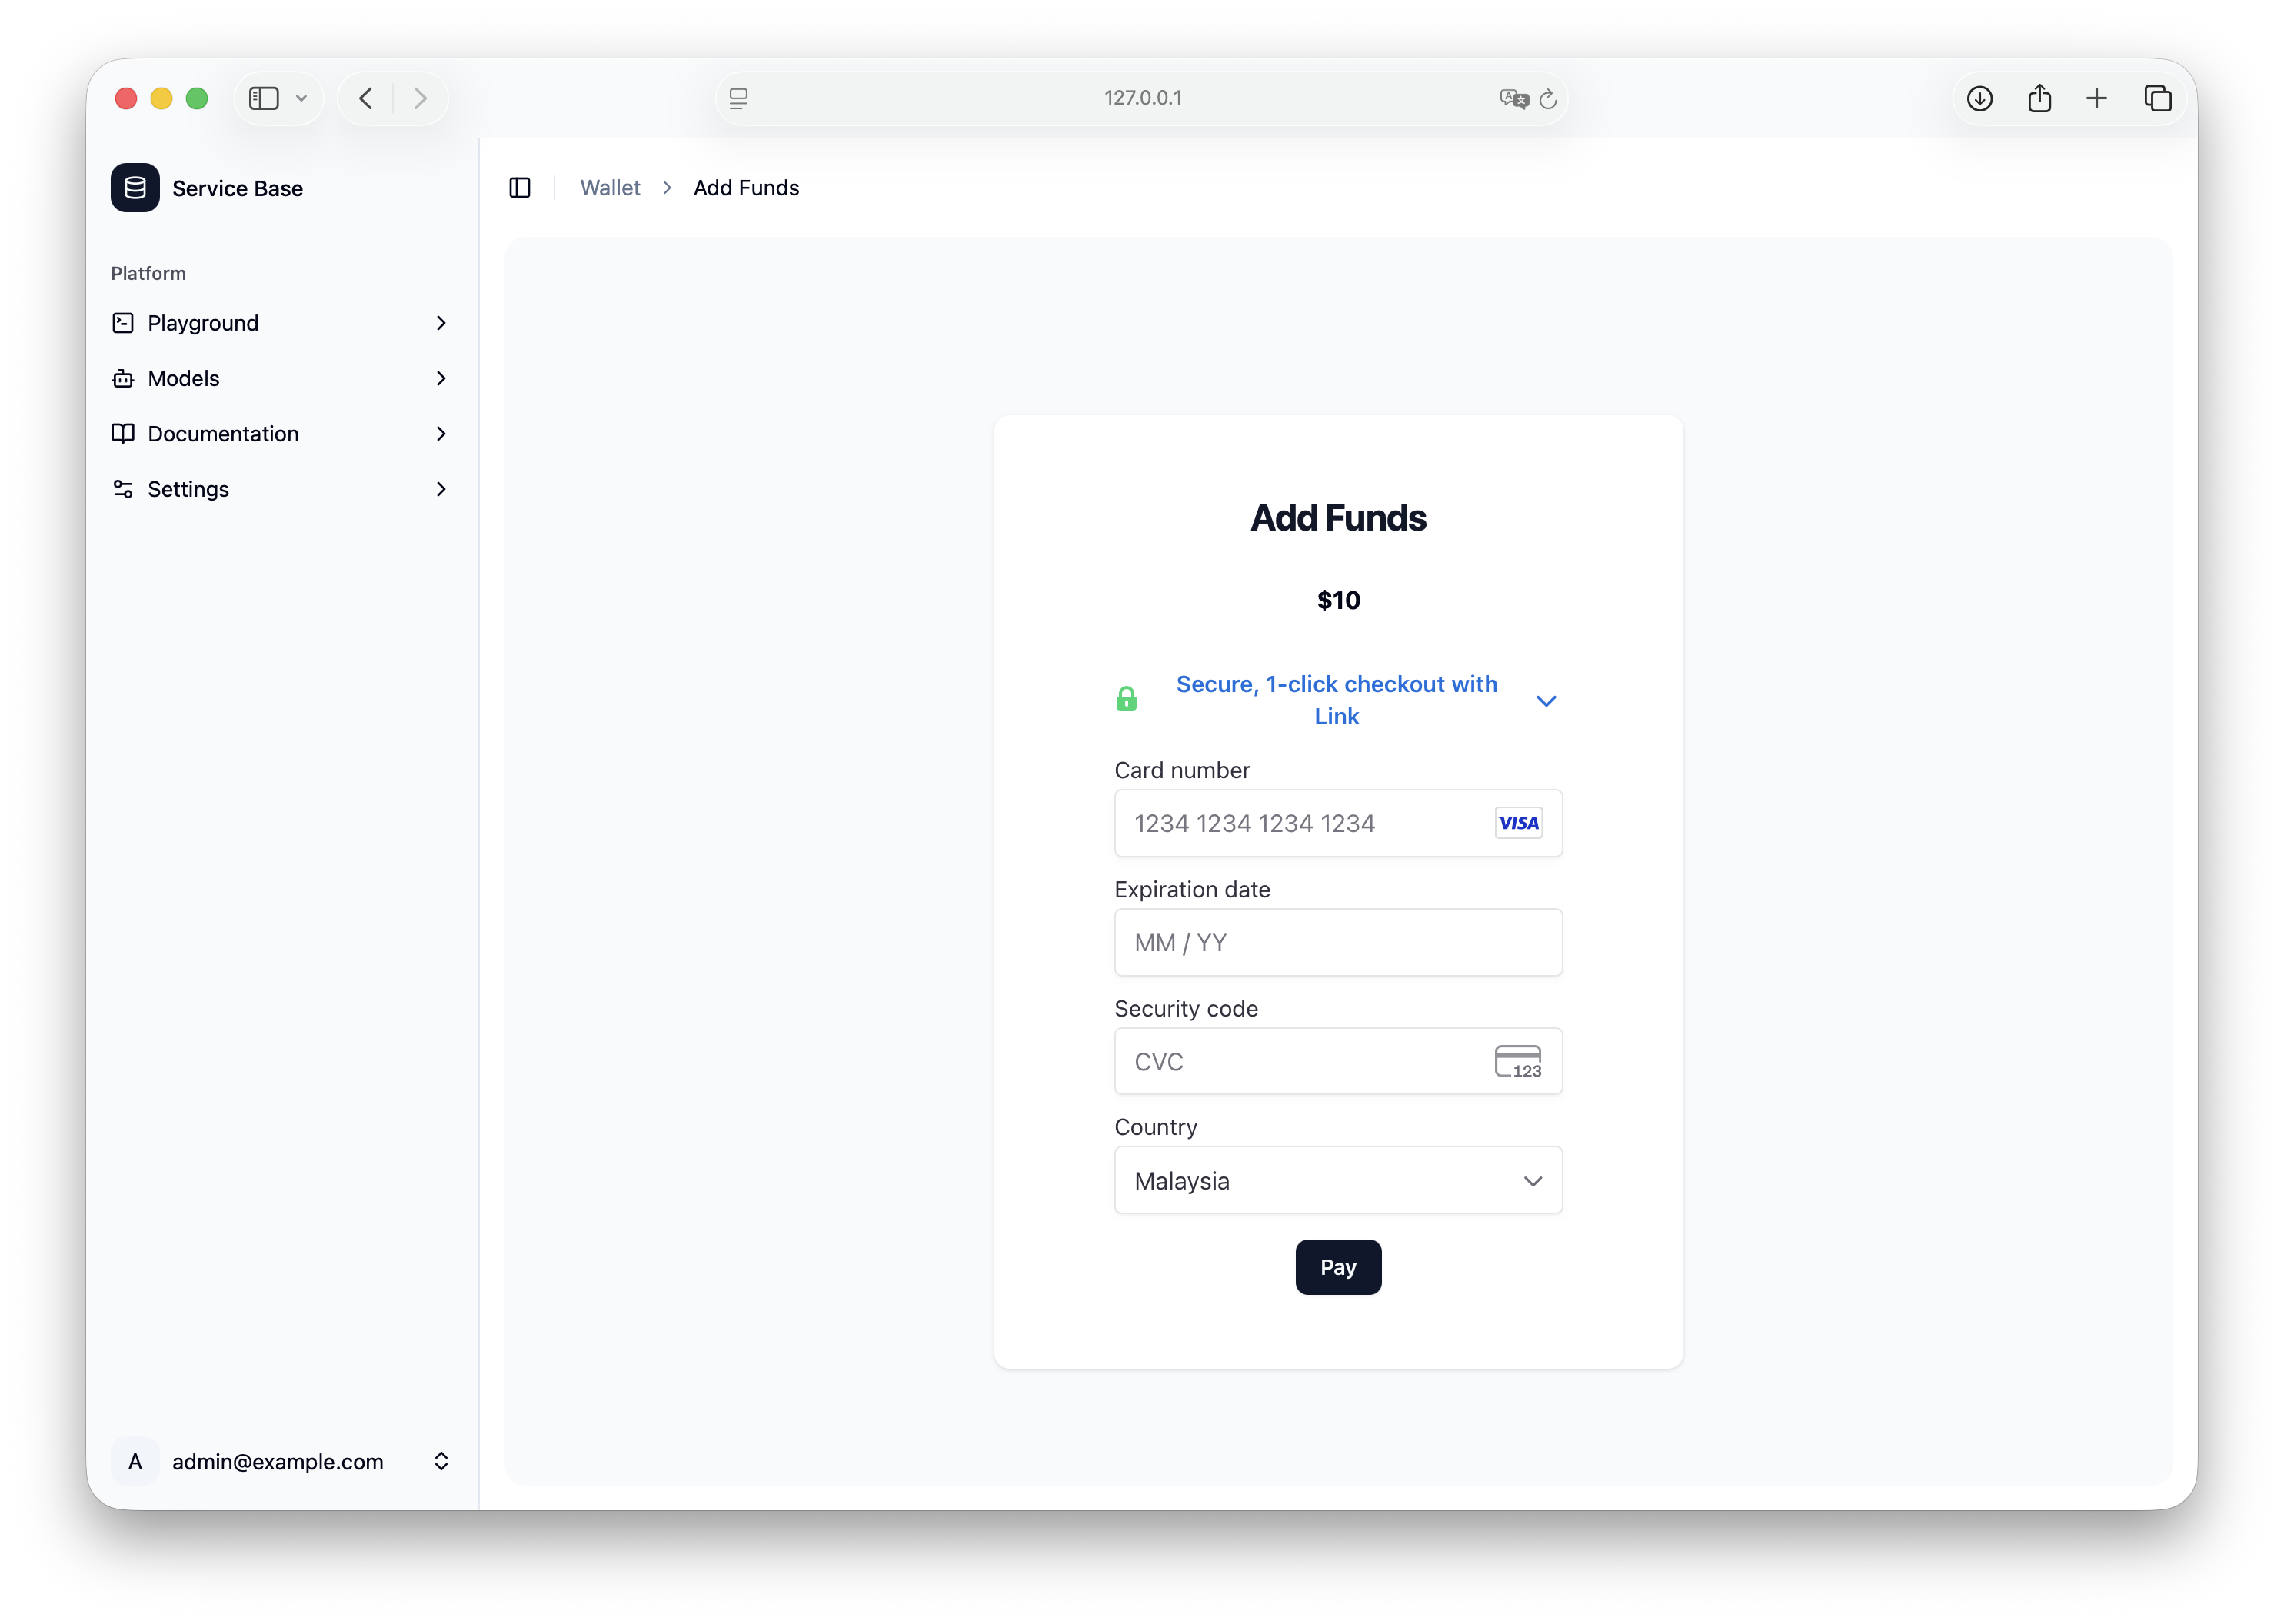 127.0.0.1
Service Base
Wallet > Add Funds
Platform
Playground
Models
Documentation
Settings
Add Funds
$10
Secure, 1-click checkout with
Link
Card number
1234 1234 1234 1234 VISA
Expiration date
MM / YY
Security code
CVC 123
Country
Malaysia
Pay
A admin@example.com